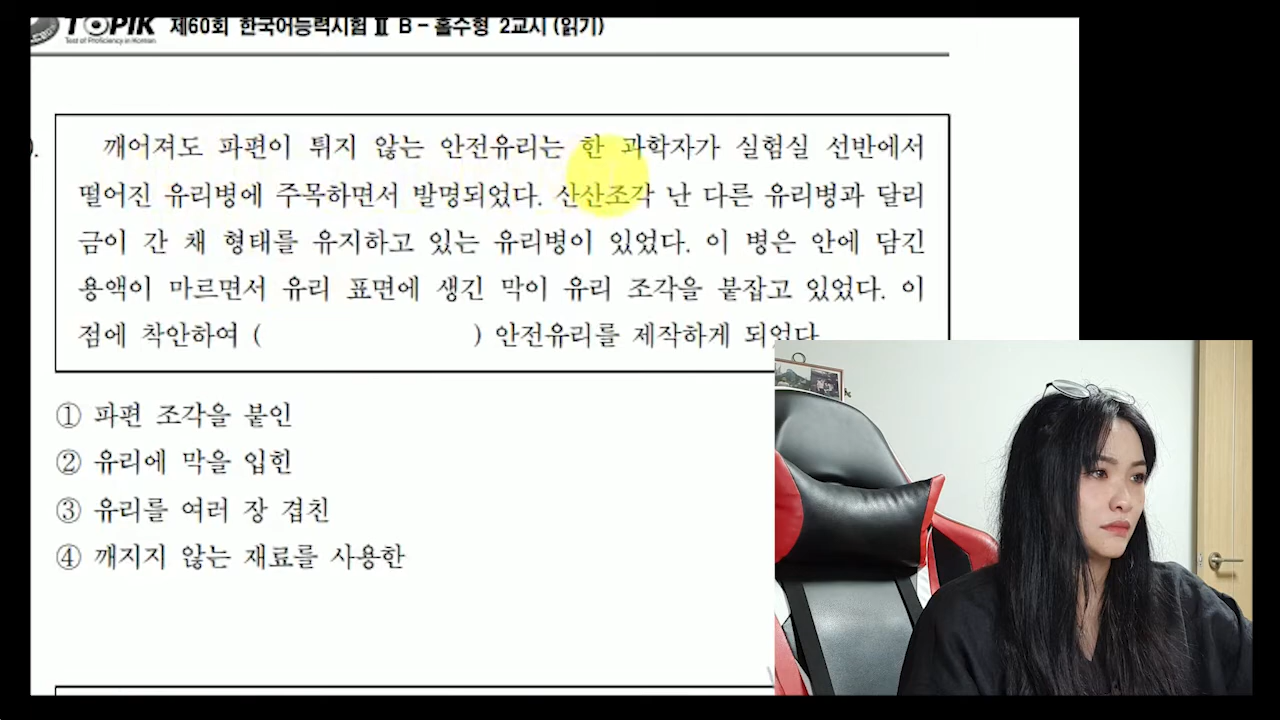 TOPIK 제60회 한국어능력시험 Ⅱ B - 홀수형 2교시 (읽기)
Test of Proficiency in Korean
깨어져도 파편이 튀지 않는 안전유리는 한 과학자가 실험실 선반에서
떨어진 유리병에 주목하면서 발명되었다. 산산조각 난 다른 유리병과 달리
금이 간 채 형태를 유지하고 있는 유리병이 있었다. 이 병은 안에 담긴
용액이 마르면서 유리 표면에 생긴 막이 유리 조각을 붙잡고 있었다. 이
점에 착안하여 ( ) 안전유리를 제작하게 되었다
① 파편 조각을 붙인
② 유리에 막을 입힌
③ 유리를 여러 장 겹친
④ 깨지지 않는 재료를 사용한